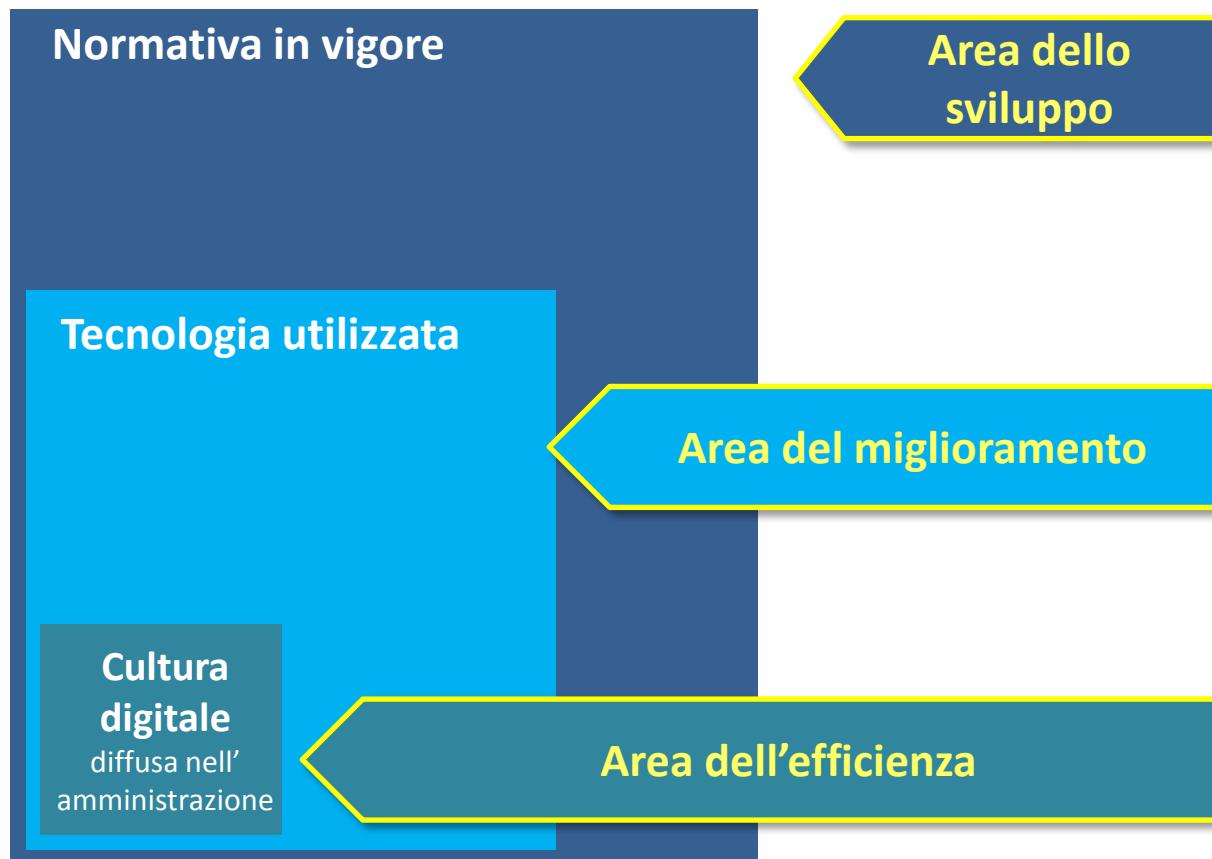 Normativa in vigore
Area dello
sviluppo
Tecnologia utilizzata
Area del miglioramento
Cultura
digitale
diffusa nell’
amministrazione
Area dell’efficienza